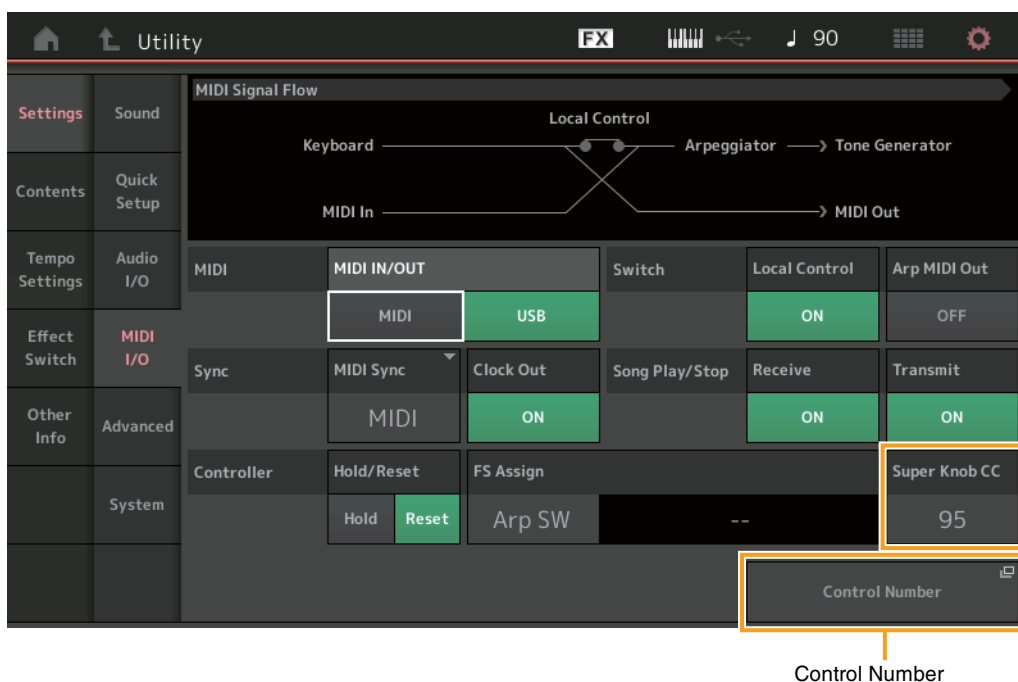 Utility
FX
90
Settings
Sound
Contents
Quick
Setup
Tempo
Settings
Audio
I/O
Effect
Switch
MIDI
I/O
Other
Info
Advanced
System
MIDI Signal Flow
Local Control
Keyboard
Arpeggiator
Tone Generator
MIDI In
MIDI Out
MIDI
MIDI IN/OUT
Switch
Local Control
Arp MIDI Out
MIDI
USB
ON
OFF
Sync
MIDI Sync
Clock Out
Song Play/Stop
Receive
Transmit
MIDI
ON
ON
ON
Controller
Hold/Reset
FS Assign
Super Knob CC
Hold
Reset
Arp SW
--
95
Control Number
Control Number